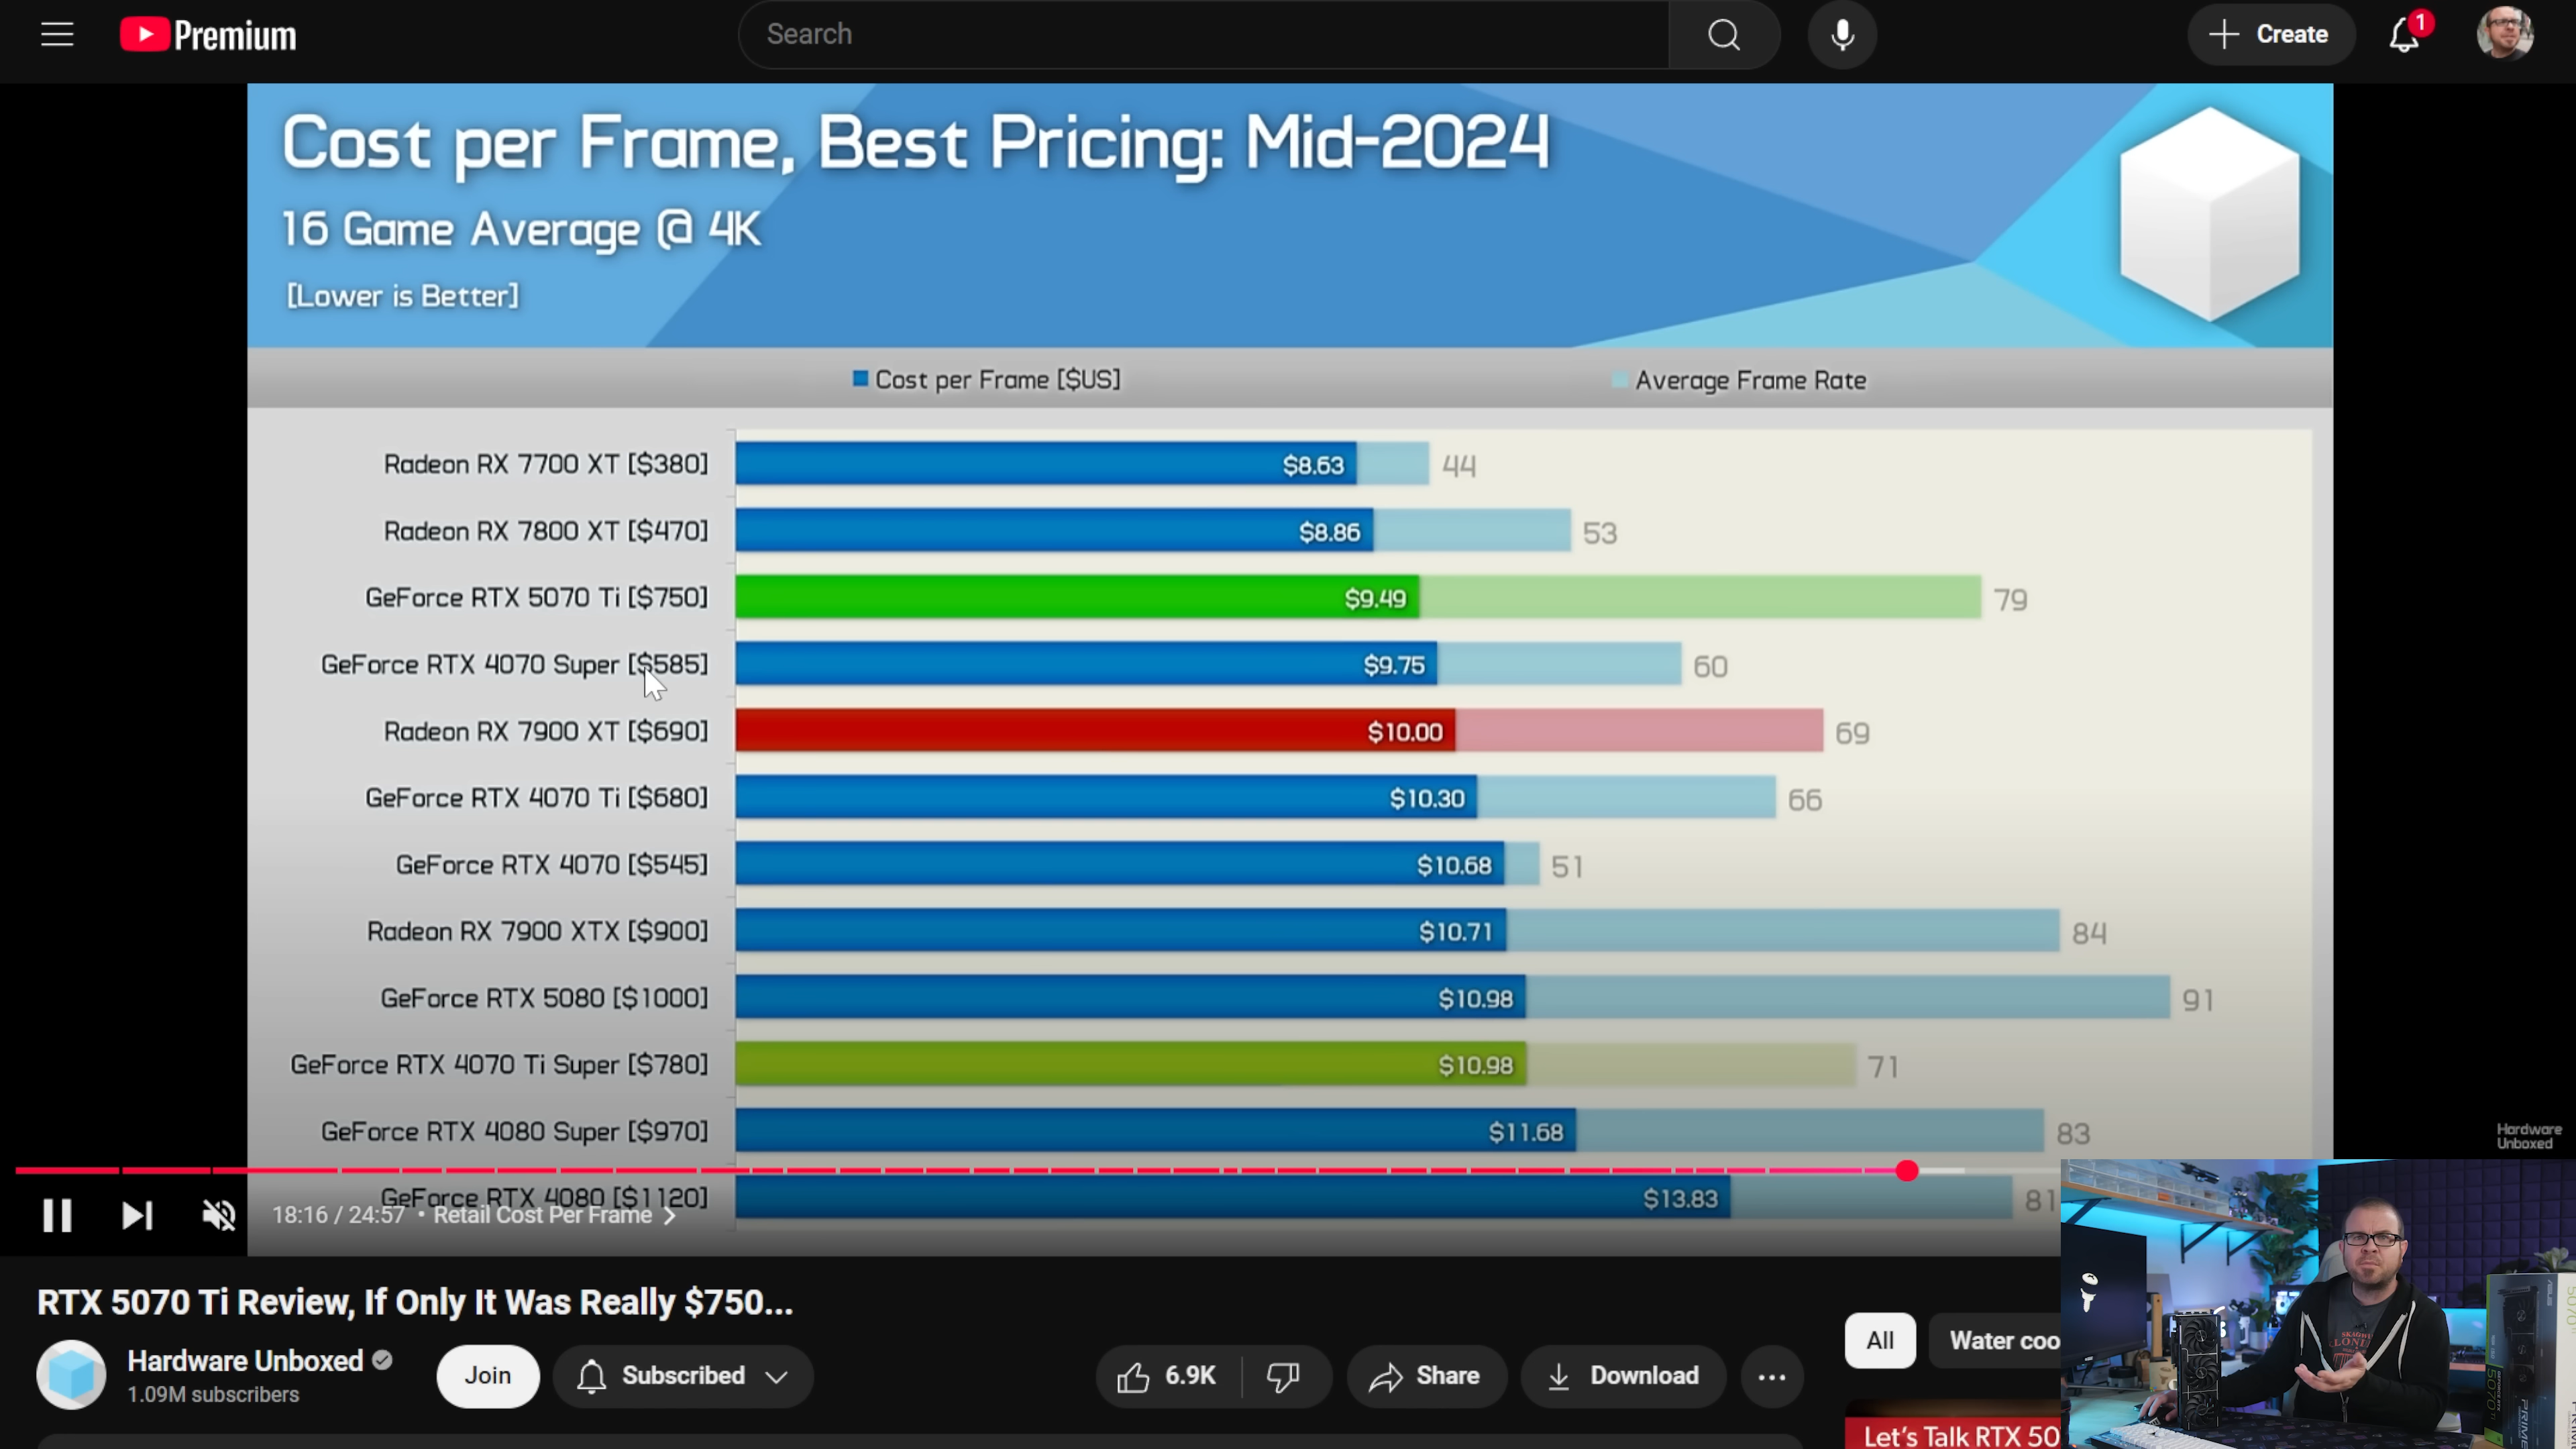 Premium
Search
Create
1
Cost per Frame, Best Pricing: Mid-2024
16 Game Average @ 4K
[Lower is Better]
Cost per Frame [$US]
Average Frame Rate
Radeon RX 7700 XT [$380] $8.63 44
Radeon RX 7800 XT [$470] $8.86 53
GeForce RTX 5070 Ti [$750] $9.49 79
GeForce RTX 4070 Super [$585] $9.75 60
Radeon RX 7900 XT [$690] $10.00 69
GeForce RTX 4070 Ti [$680] $10.30 66
GeForce RTX 4070 [$545] $10.68 51
Radeon RX 7900 XTX [$900] $10.71 84
GeForce RTX 5080 [$1000] $10.98 91
GeForce RTX 4070 Ti Super [$780] $10.98 71
GeForce RTX 4080 Super [$970] $11.68 83
Hardware
Unboxed
GeForce RTX 4080 [$1120] $13.83 81
18:16 / 24:57 • Retail Cost Per Frame
RTX 5070 Ti Review, If Only It Was Really $750...
Hardware Unboxed
1.09M subscribers
Join
Subscribed
6.9K
Share
Download
All
Water coo
Let's Talk RTX 50
5070 Ti
PRIME